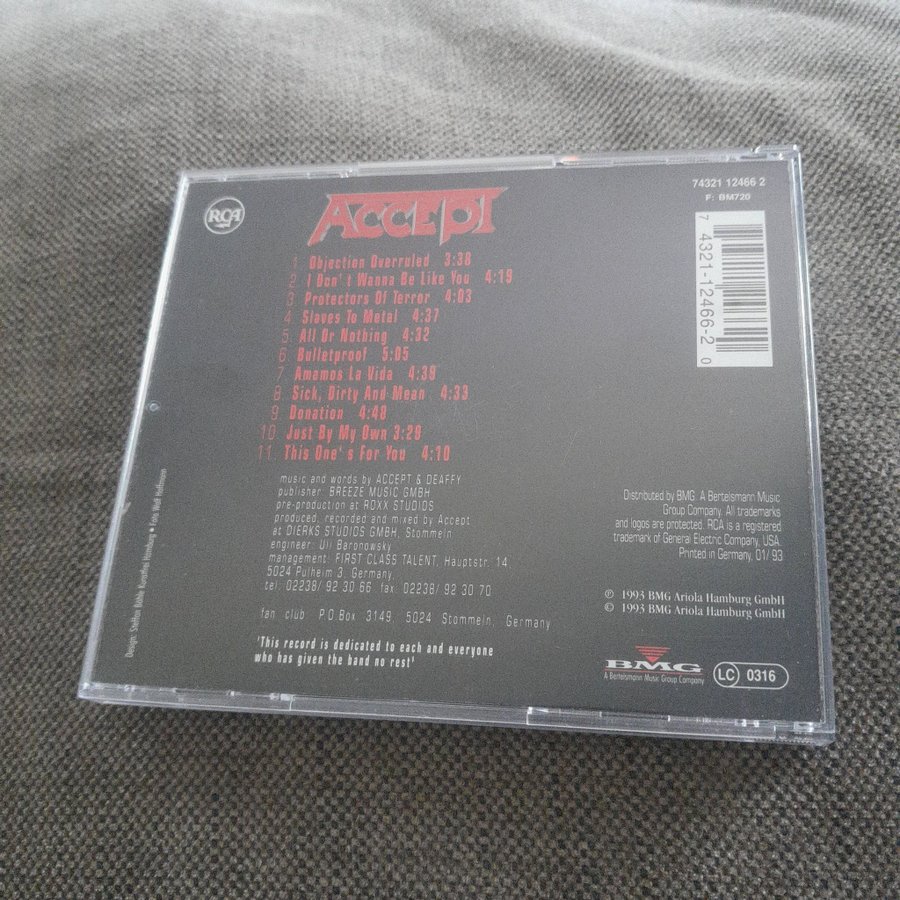 RCA
ACCEPT
74321 12466 2
F: BM720
7 4321-12466-2 0
1. Objection Overruled 3:38
2. I Don't Wanna Be Like You 4:19
3. Protectors Of Terror 4:03
4. Slaves To Metal 4:37
5. All Or Nothing 4:32
6. Bulletproof 5:05
7. Amamos La Vida 4:39
8. Sick, Dirty And Mean 4:33
9. Donation 4:48
10. Just By My Own 3:28
11. This One's For You 4:10
music and words by ACCEPT & DEAFFY
publisher: BREEZE MUSIC GMBH
pre-production at ROXX STUDIOS
produced, recorded and mixed by Accept
at DIERKS STUDIOS GMBH, Stommeln
engineer: Uli Baronowsky
management: FIRST CLASS TALENT, Hauptstr. 14,
5024 Pulheim 3, Germany,
tel. 02238/ 92 30 66 fax. 02238/ 92 30 70
fan club P.O.Box 3149, 5024 Stommeln, Germany
'This record is dedicated to each and everyone
who has given the band no rest'
Design: Steffan Böhle Kunstfrei Hamburg • Foto Wolf Hoffmann
Distributed by BMG. A Bertelsmann Music
Group Company. All trademarks
and logos are protected. RCA is a registered
trademark of General Electric Company, USA.
Printed in Germany, 01/ 93
℗ 1993 BMG Ariola Hamburg GmbH
© 1993 BMG Ariola Hamburg GmbH
BMG
A Bertelsmann Music Group Company
LC 0316